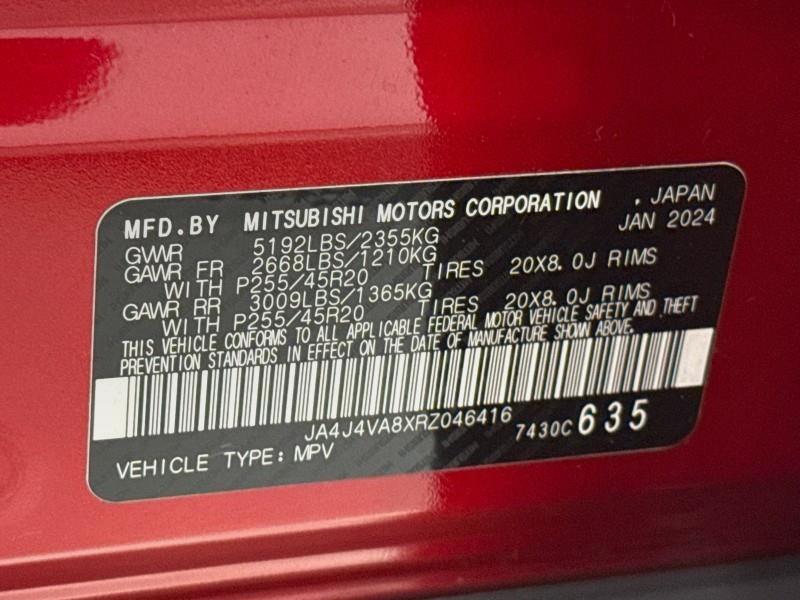 MFD.BY MITSUBISHI MOTORS CORPORATION , JAPAN
JAN 2024
GVWR 5192LBS/2355KG
GAWR FR 2668LBS/1210KG
WITH P255/45R20 TIRES 20X8.0J RIMS
GAWR RR 3009LBS/1365KG
WITH P255/45R20 TIRES 20X8.0J RIMS
THIS VEHICLE CONFORMS TO ALL APPLICABLE FEDERAL MOTOR VEHICLE SAFETY AND THEFT
PREVENTION STANDARDS IN EFFECT ON THE DATE OF MANUFACTURE SHOWN ABOVE.
JA4J4VA8XRZ046416
7430C 635
VEHICLE TYPE: MPV